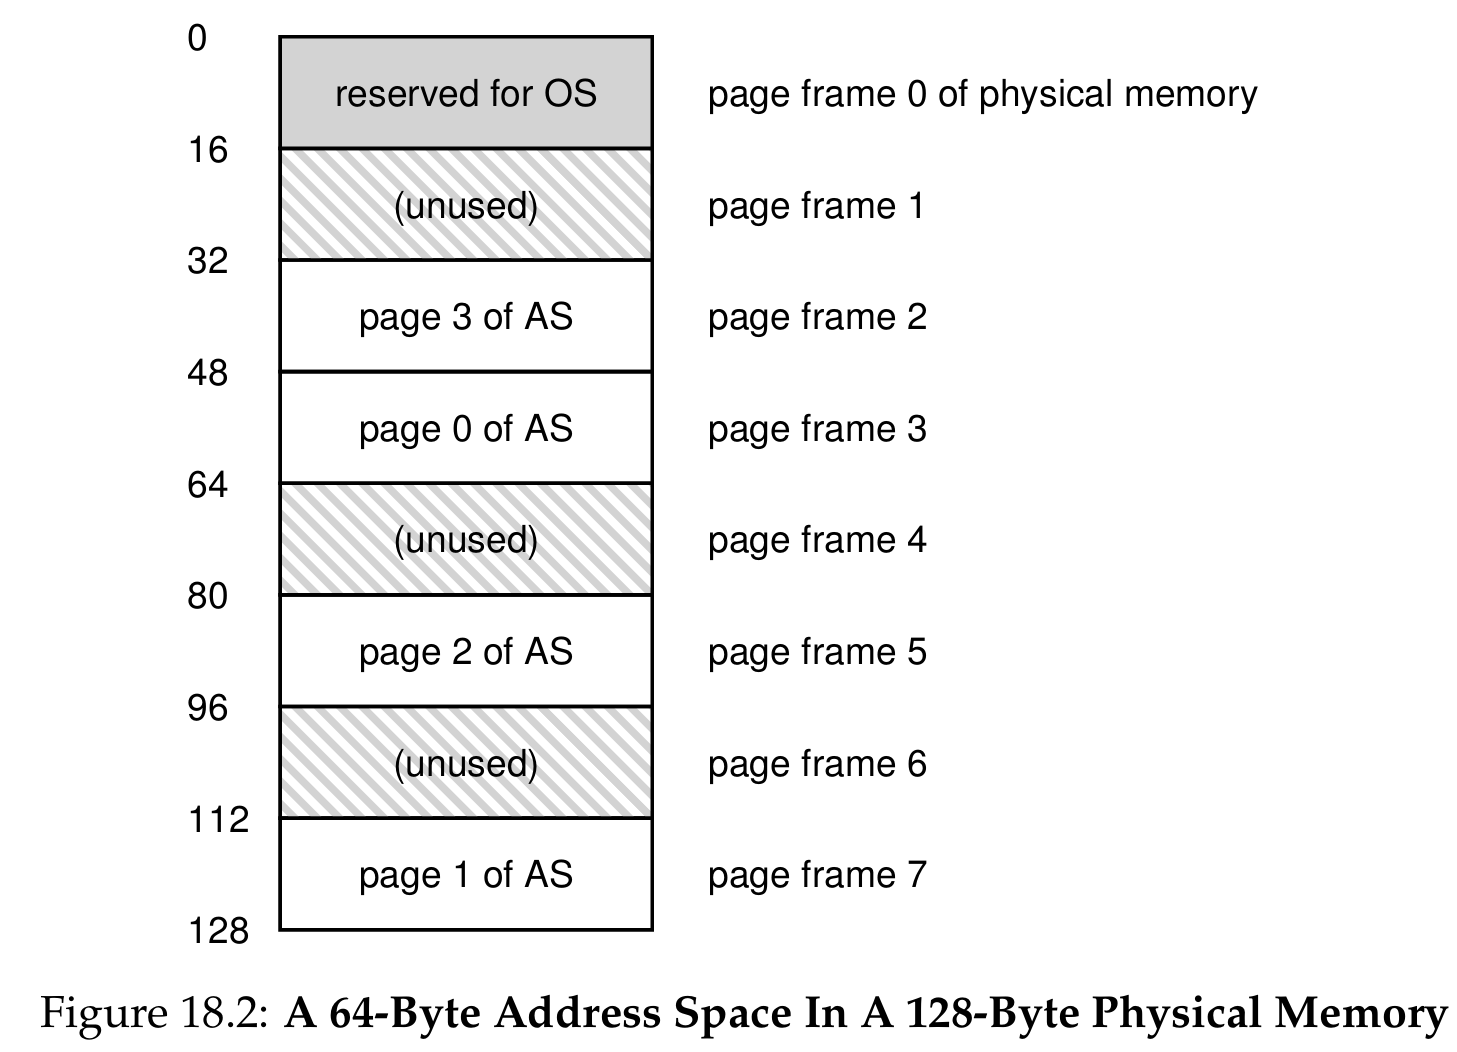 0
reserved for OS page frame 0 of physical memory
16
(unused) page frame 1
32
page 3 of AS page frame 2
48
page 0 of AS page frame 3
64
(unused) page frame 4
80
page 2 of AS page frame 5
96
(unused) page frame 6
112
page 1 of AS page frame 7
128
Figure 18.2: A 64-Byte Address Space In A 128-Byte Physical Memory